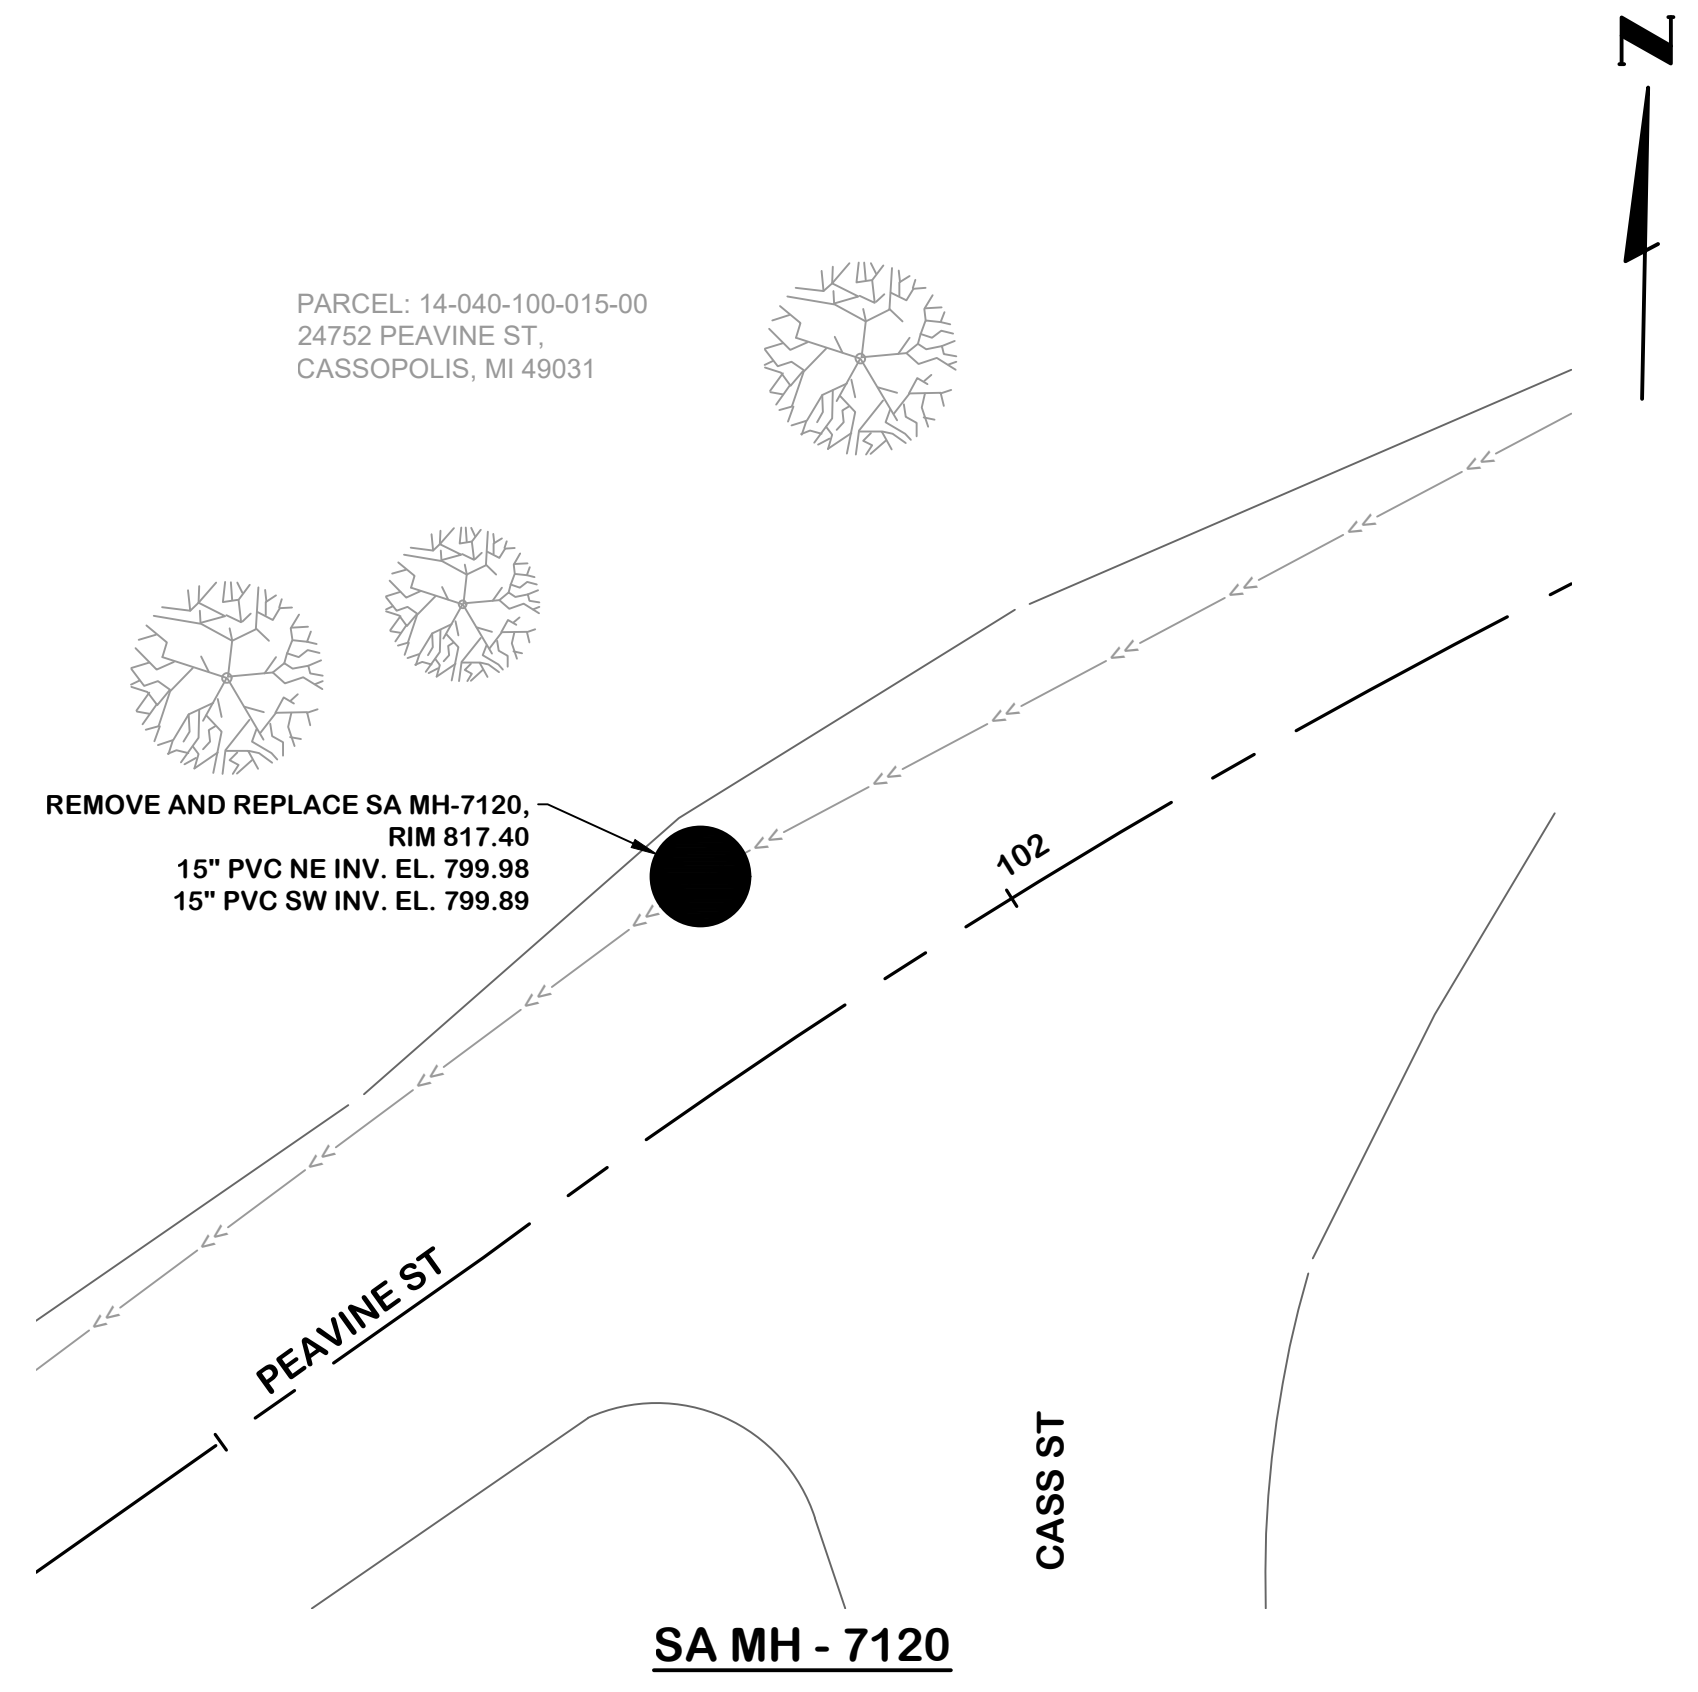 N
PARCEL: 14-040-100-015-00
24752 PEAVINE ST,
CASSOPOLIS, MI 49031
REMOVE AND REPLACE SA MH-7120,
RIM 817.40
15" PVC NE INV. EL. 799.98
15" PVC SW INV. EL. 799.89
102
PEAVINE ST
CASS ST
SA MH - 7120